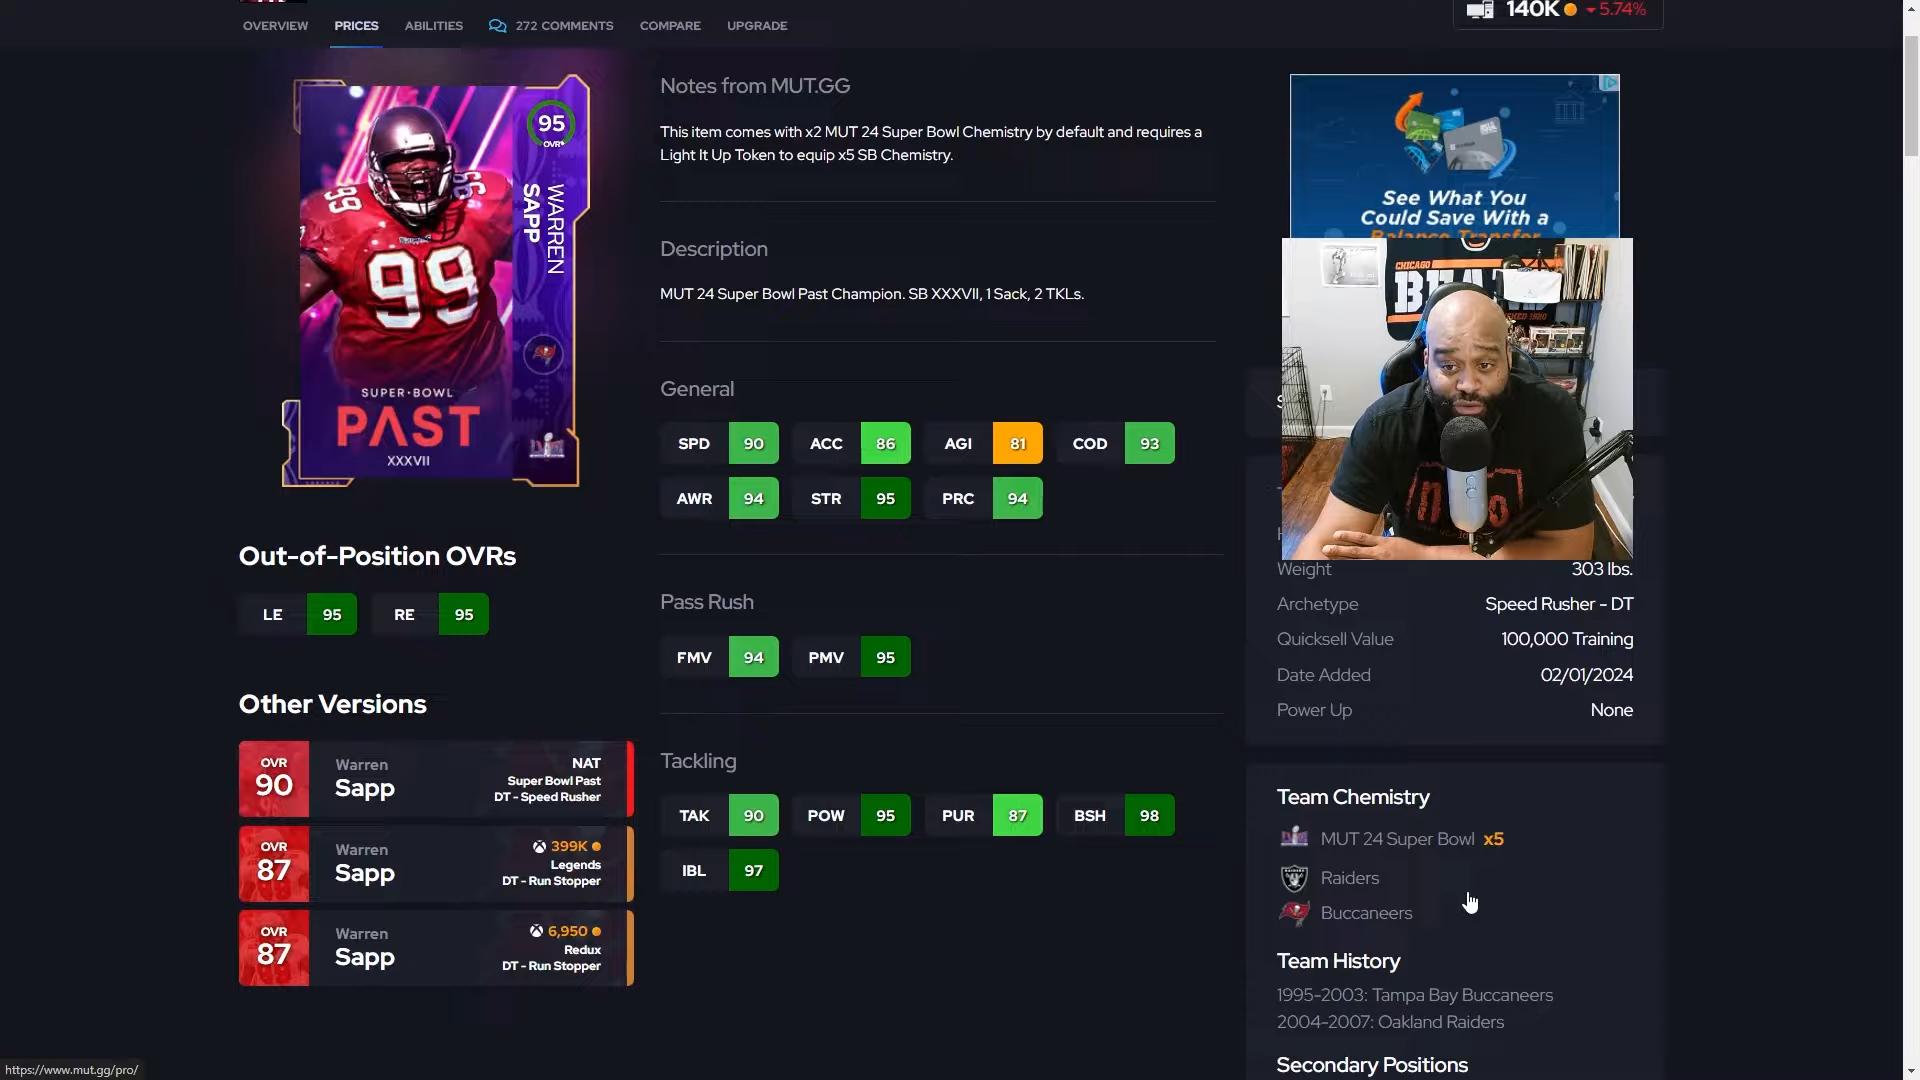 OVERVIEW
PRICES
ABILITIES
272 COMMENTS
COMPARE
UPGRADE
140K
5.74%
95
OVR
WARREN
SAPP
99
99
SUPER·BOWL
PAST
XXXVII
Out-of-Position OVRs
LE 95
RE 95
Other Versions
OVR
90
Warren
Sapp
NAT
Super Bowl Past
DT - Speed Rusher
OVR
87
Warren
Sapp
399K
Legends
DT - Run Stopper
OVR
87
Warren
Sapp
6,950
Redux
DT - Run Stopper
Notes from MUT.GG
This item comes with x2 MUT 24 Super Bowl Chemistry by default and requires a
Light It Up Token to equip x5 SB Chemistry.
Description
MUT 24 Super Bowl Past Champion. SB XXXVII, 1 Sack, 2 TKLs.
General
SPD 90
ACC 86
AGI 81
COD 93
AWR 94
STR 95
PRC 94
Pass Rush
FMV 94
PMV 95
Tackling
TAK 90
POW 95
PUR 87
BSH 98
IBL 97
See What You
Could Save With a
Balance Transfer
CHICAGO
Weight 303 lbs.
Archetype Speed Rusher - DT
Quicksell Value 100,000 Training
Date Added 02/01/2024
Power Up None
Team Chemistry
MUT 24 Super Bowl x5
Raiders
Buccaneers
Team History
1995-2003: Tampa Bay Buccaneers
2004-2007: Oakland Raiders
Secondary Positions
https://www.mut.gg/pro/